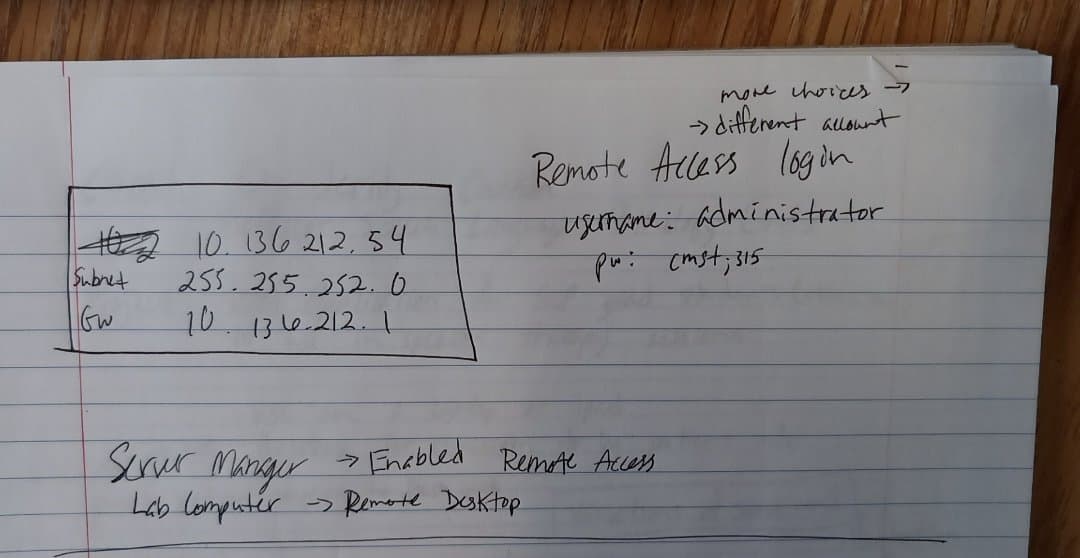 more choices →
→ different account
Remote Access login
username: administrator
pw: cmst;315
10. 136 212. 54
Subnet 255. 255. 252. 0
GW 10. 136.212. 1
Server Manager → Enabled Remote Access
Lab Computer → Remote Desktop